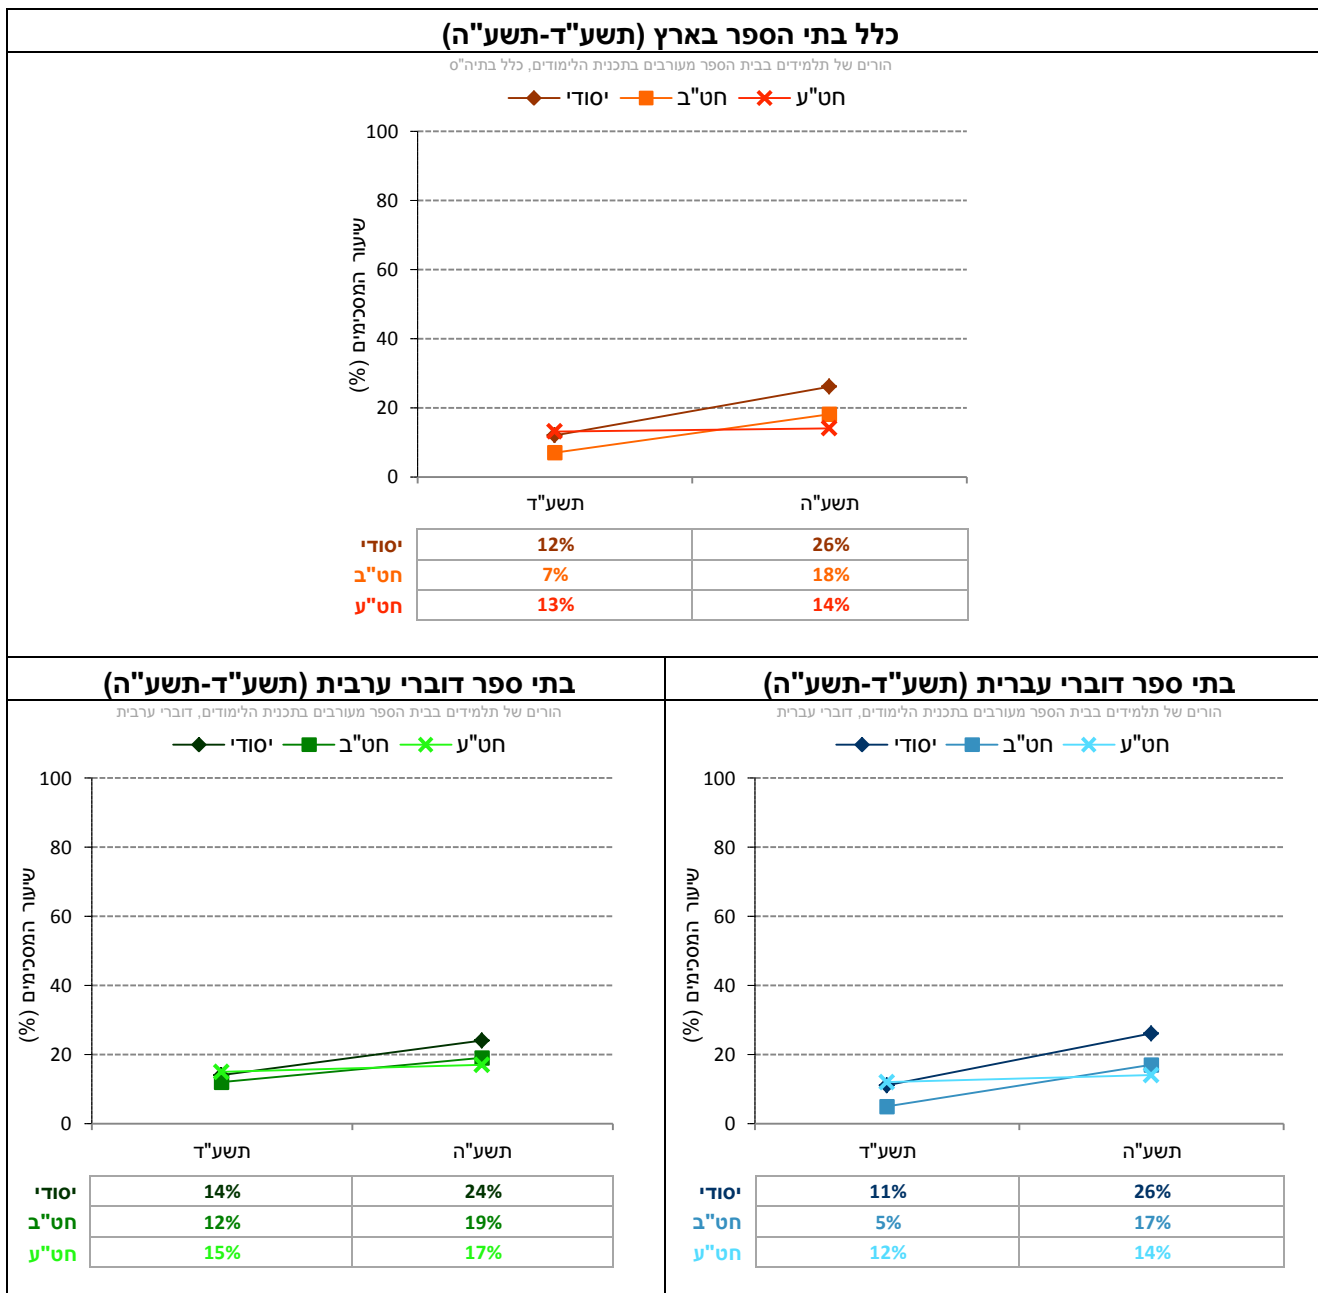 כלל בתי הספר בארץ (תשע"ד-תשע"ה)
הורים של תלמידים בבית הספר מעורבים בתכנית הלימודים, כלל בתיה"ס
יסודי חט"ב חט"ע
שיעור המסכימים (%)
100
80
60
40
20
0
תשע"ד תשע"ה
יסודי 12% 26%
חט"ב 7% 18%
חט"ע 13% 14%
בתי ספר דוברי עברית (תשע"ד-תשע"ה)
הורים של תלמידים בבית הספר מעורבים בתכנית הלימודים, דוברי עברית
יסודי חט"ב חט"ע
שיעור המסכימים (%)
100
80
60
40
20
0
תשע"ד תשע"ה
יסודי 11% 26%
חט"ב 5% 17%
חט"ע 12% 14%
בתי ספר דוברי ערבית (תשע"ד-תשע"ה)
הורים של תלמידים בבית הספר מעורבים בתכנית הלימודים, דוברי ערבית
יסודי חט"ב חט"ע
שיעור המסכימים (%)
100
80
60
40
20
0
תשע"ד תשע"ה
יסודי 14% 24%
חט"ב 12% 19%
חט"ע 15% 17%